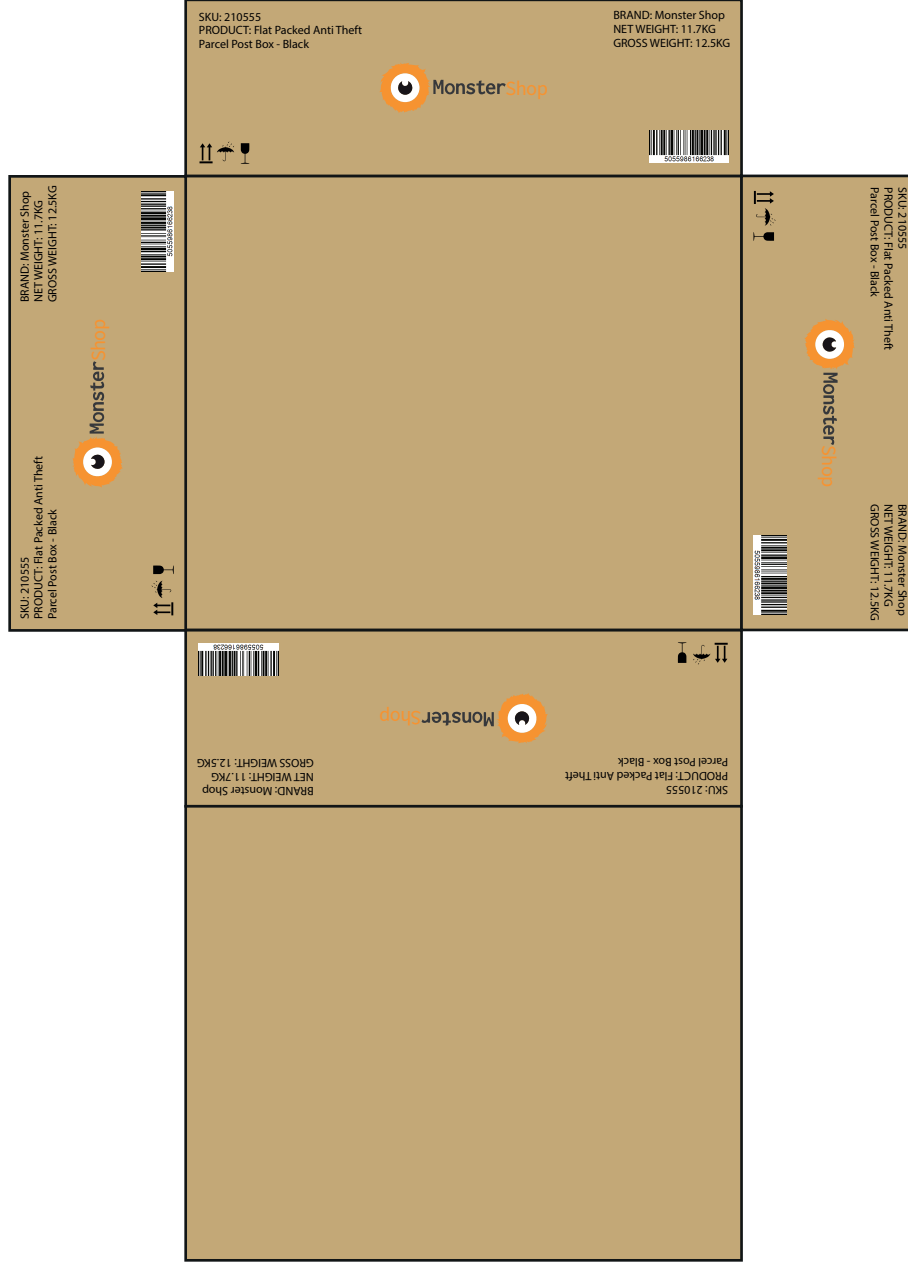 SKU: 210555
PRODUCT: Flat Packed Anti Theft
Parcel Post Box - Black
BRAND: Monster Shop
NET WEIGHT: 11.7KG
GROSS WEIGHT: 12.5KG
MonsterShop
5055986166238
BRAND: Monster Shop
NET WEIGHT: 11.7KG
GROSS WEIGHT: 12.5KG
5055986166238
MonsterShop
SKU: 210555
PRODUCT: Flat Packed Anti Theft
Parcel Post Box - Black
SKU: 210555
PRODUCT: Flat Packed Anti Theft
Parcel Post Box - Black
MonsterShop
BRAND: Monster Shop
NET WEIGHT: 11.7KG
GROSS WEIGHT: 12.5KG
5055986166238
5055986166238
MonsterShop
SKU: 210555
PRODUCT: Flat Packed Anti Theft
Parcel Post Box - Black
BRAND: Monster Shop
NET WEIGHT: 11.7KG
GROSS WEIGHT: 12.5KG